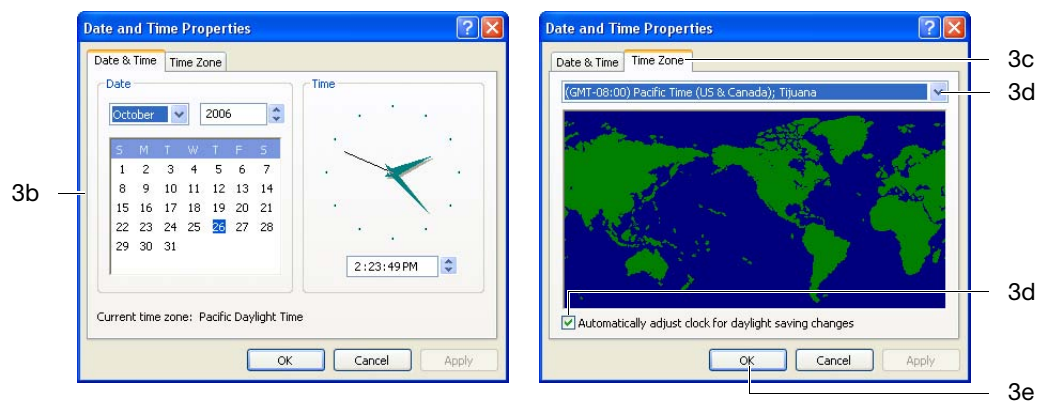 Date and Time Properties
Date & Time
Time Zone
Date
October
2006
S M T W T F S
1 2 3 4 5 6 7
8 9 10 11 12 13 14
15 16 17 18 19 20 21
22 23 24 25 26 27 28
29 30 31
Time
2:23:49 PM
Current time zone: Pacific Daylight Time
OK
Cancel
Apply
3b
Date and Time Properties
Date & Time
Time Zone
3c
(GMT-08:00) Pacific Time (US & Canada); Tijuana
3d
Automatically adjust clock for daylight saving changes
3d
OK
Cancel
Apply
3e